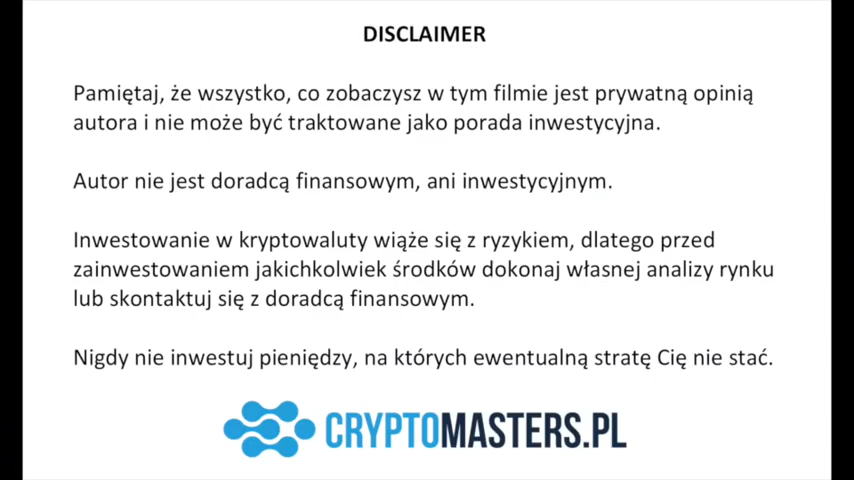 DISCLAIMER
Pamiętaj, że wszystko, co zobaczysz w tym filmie jest prywatną opinią
autora i nie może być traktowane jako porada inwestycyjna.
Autor nie jest doradcą finansowym, ani inwestycyjnym.
Inwestowanie w kryptowaluty wiąże się z ryzykiem, dlatego przed
zainwestowaniem jakichkolwiek środków dokonaj własnej analizy rynku
lub skontaktuj się z doradcą finansowym.
Nigdy nie inwestuj pieniędzy, na których ewentualną stratę Cię nie stać.
CRYPTOMASTERS.PL